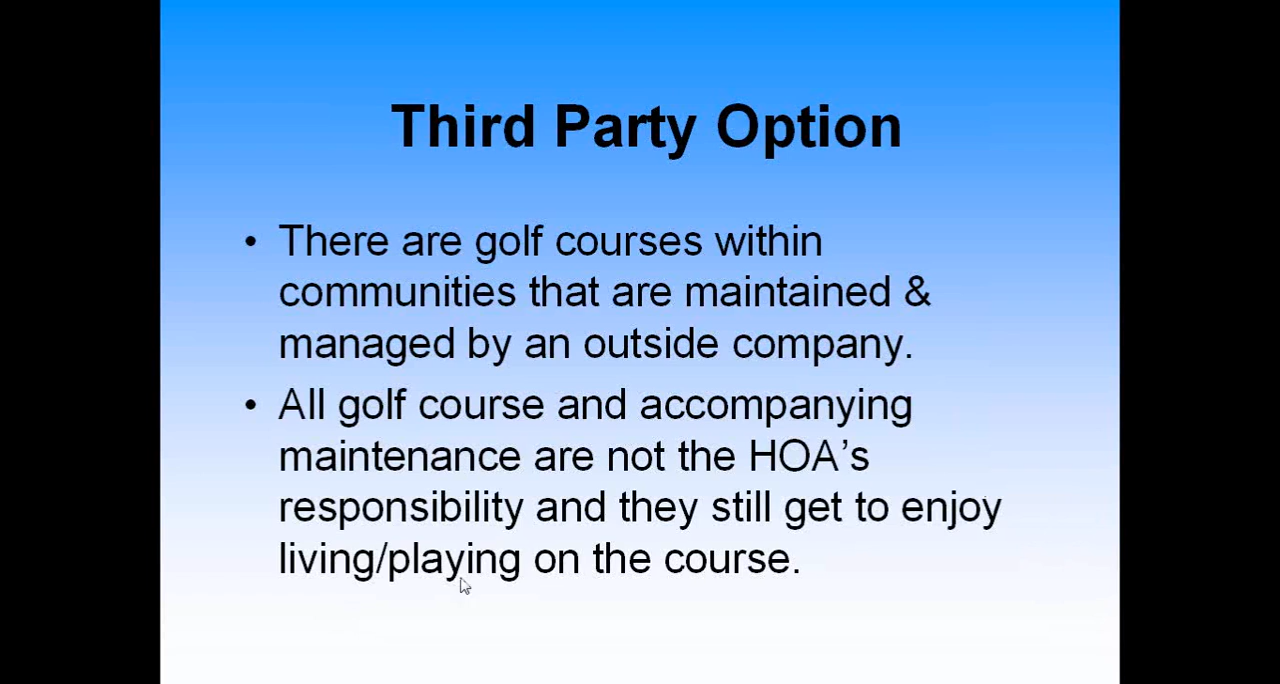 Third Party Option
• There are golf courses within
communities that are maintained &
managed by an outside company.
• All golf course and accompanying
maintenance are not the HOA’s
responsibility and they still get to enjoy
living/playing on the course.